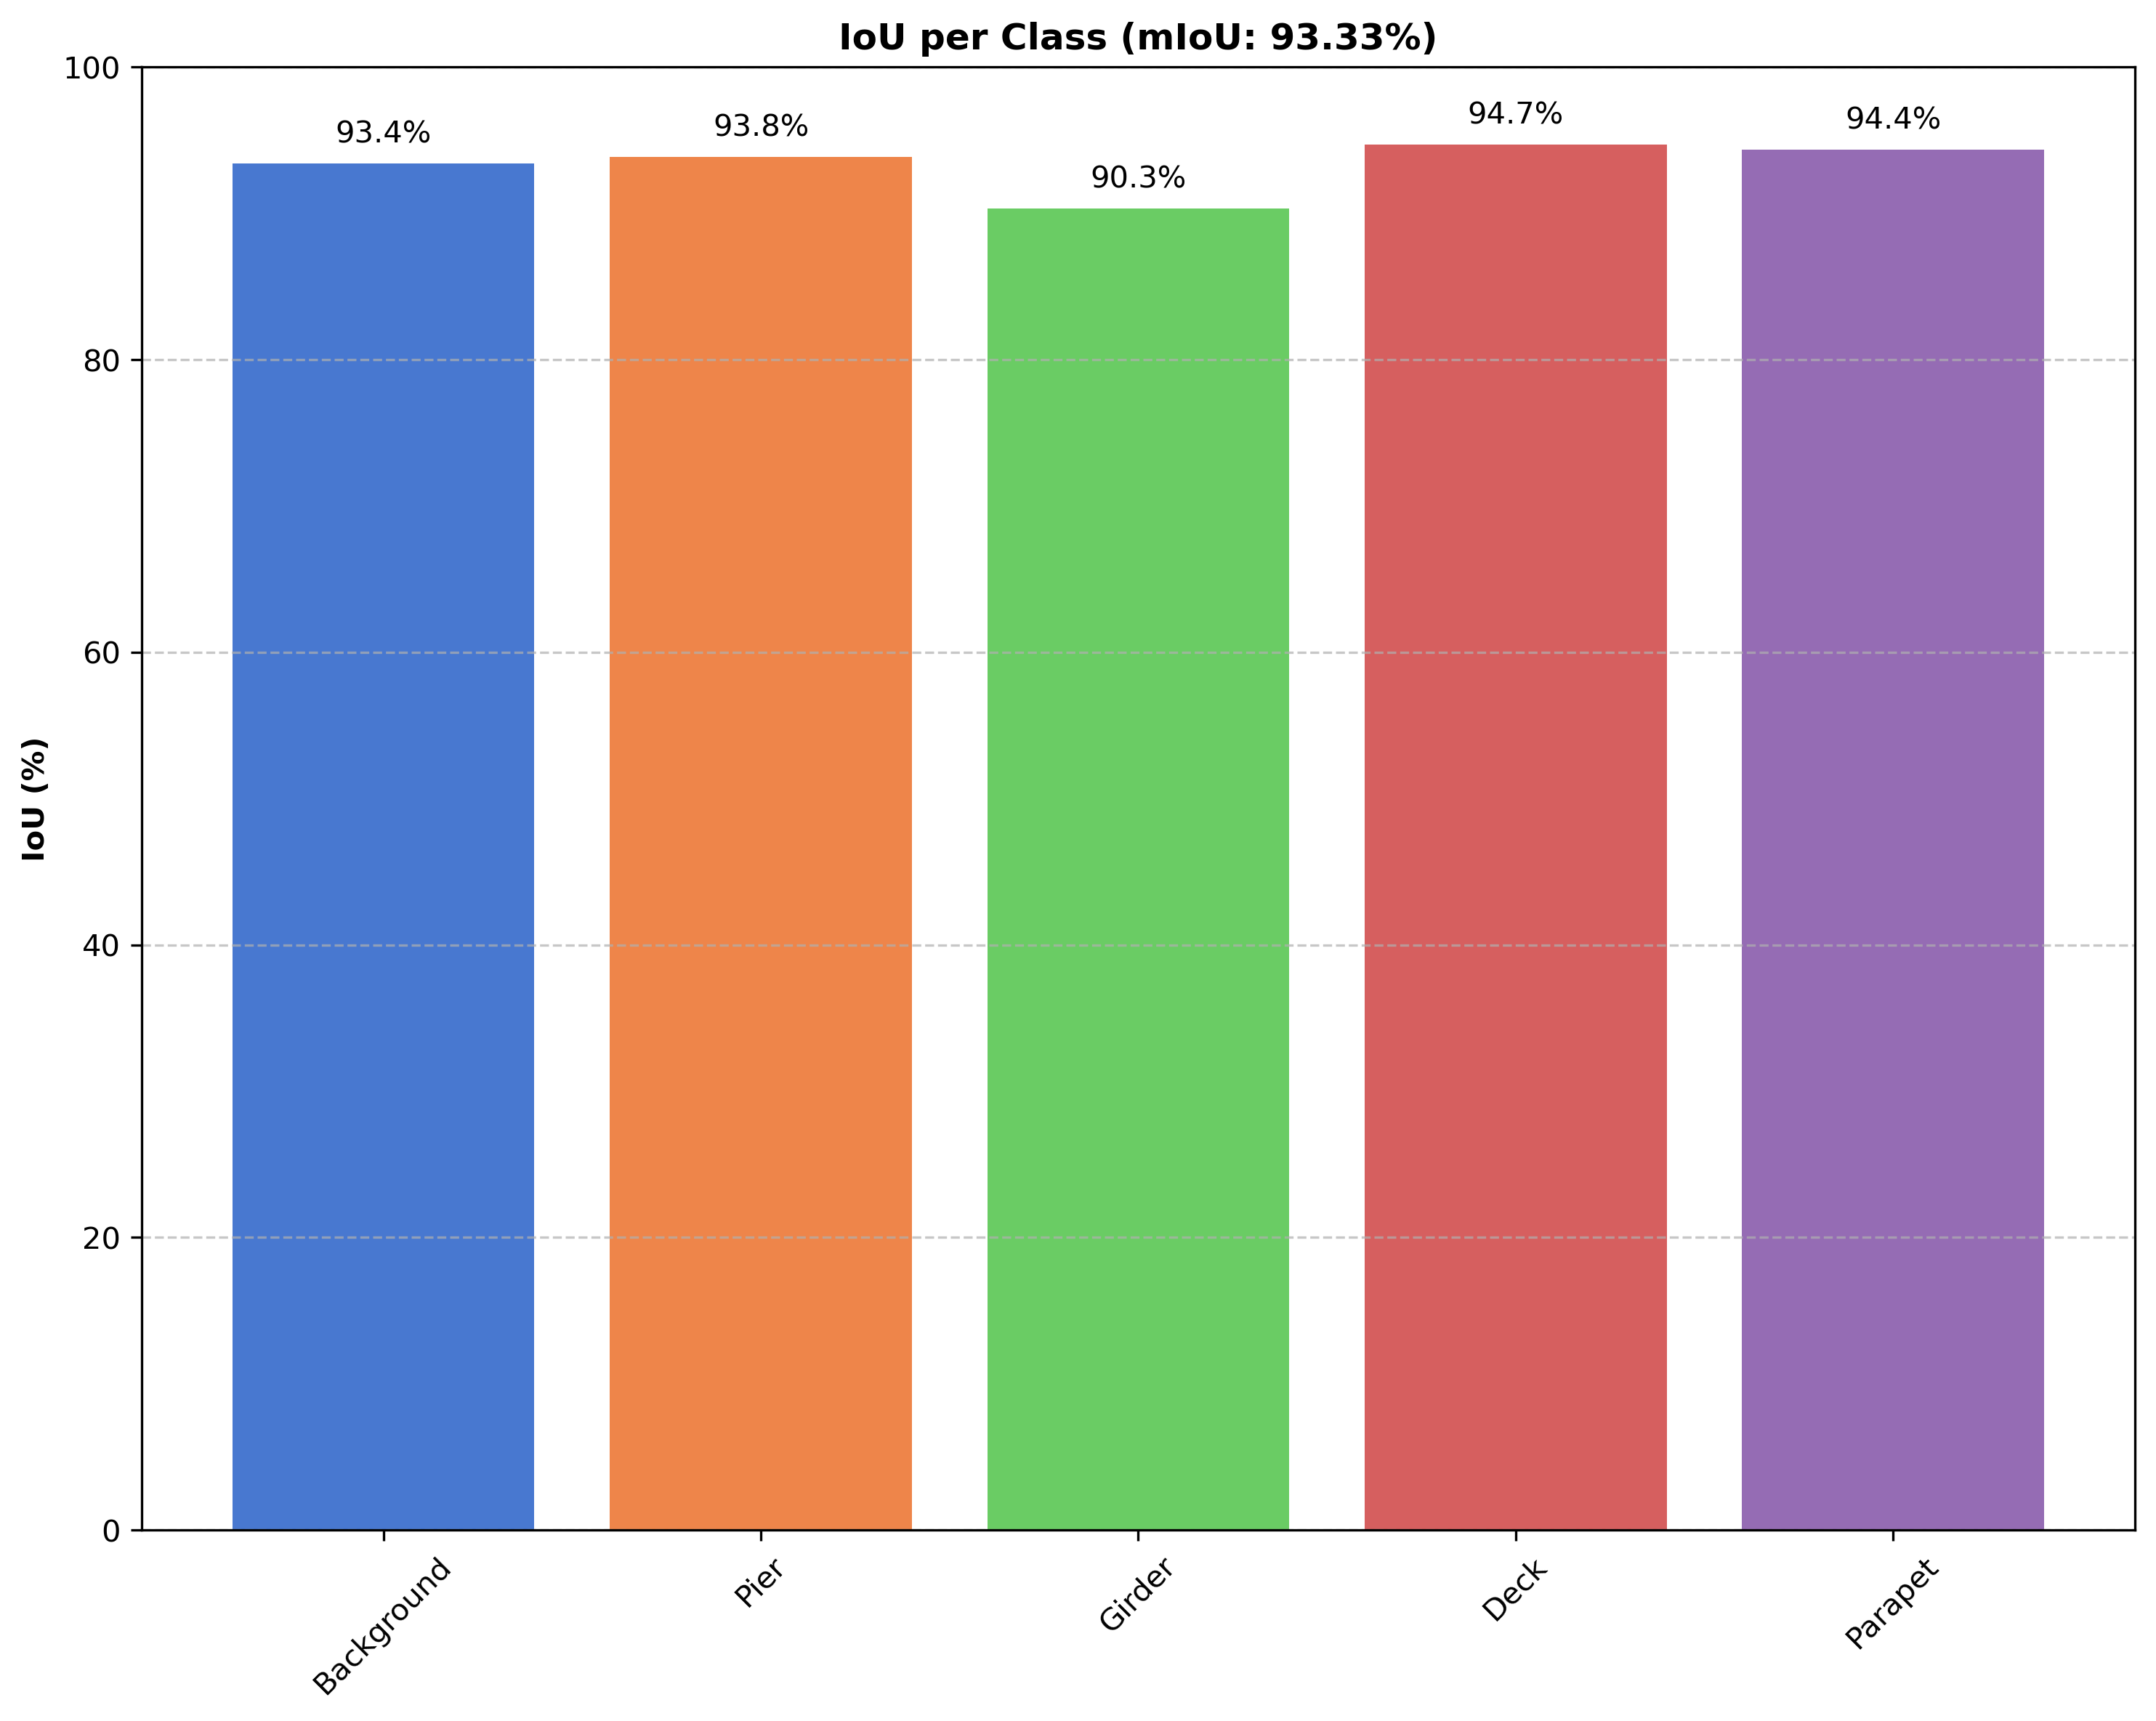 IoU per Class (mIoU: 93.33%)
100
80
60
40
20
0
IoU (%)
93.4%
93.8%
90.3%
94.7%
94.4%
Background
Pier
Girder
Deck
Parapet